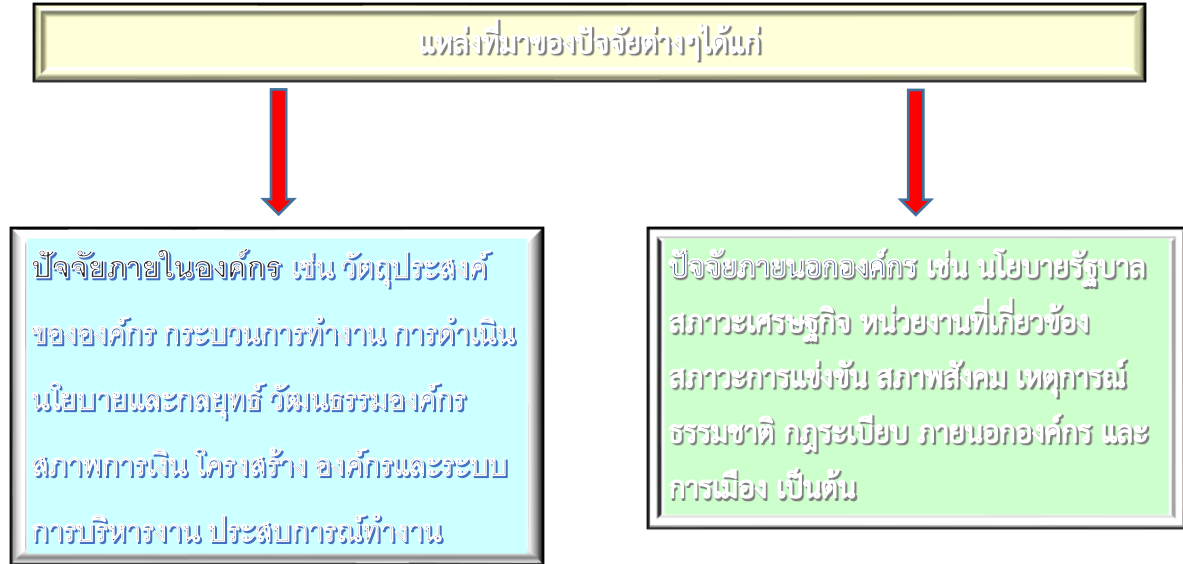 แหล่งที่มาของปัจจัยต่างๆได้แก่
ปัจจัยภายในองค์กร เช่น วัตถุประสงค์
ขององค์กร กระบวนการทำงาน การดำเนิน
นโยบายและกลยุทธ์ วัฒนธรรมองค์กร
สภาพการเงิน โครงสร้าง องค์กรและระบบ
การบริหารงาน ประสบการณ์ทำงาน
ปัจจัยภายนอกองค์กร เช่น นโยบายรัฐบาล
สภาวะเศรษฐกิจ หน่วยงานที่เกี่ยวข้อง
สภาวะการแข่งขัน สภาพสังคม เหตุการณ์
ธรรมชาติ กฎระเบียบ ภายนอกองค์กร และ
การเมือง เป็นต้น